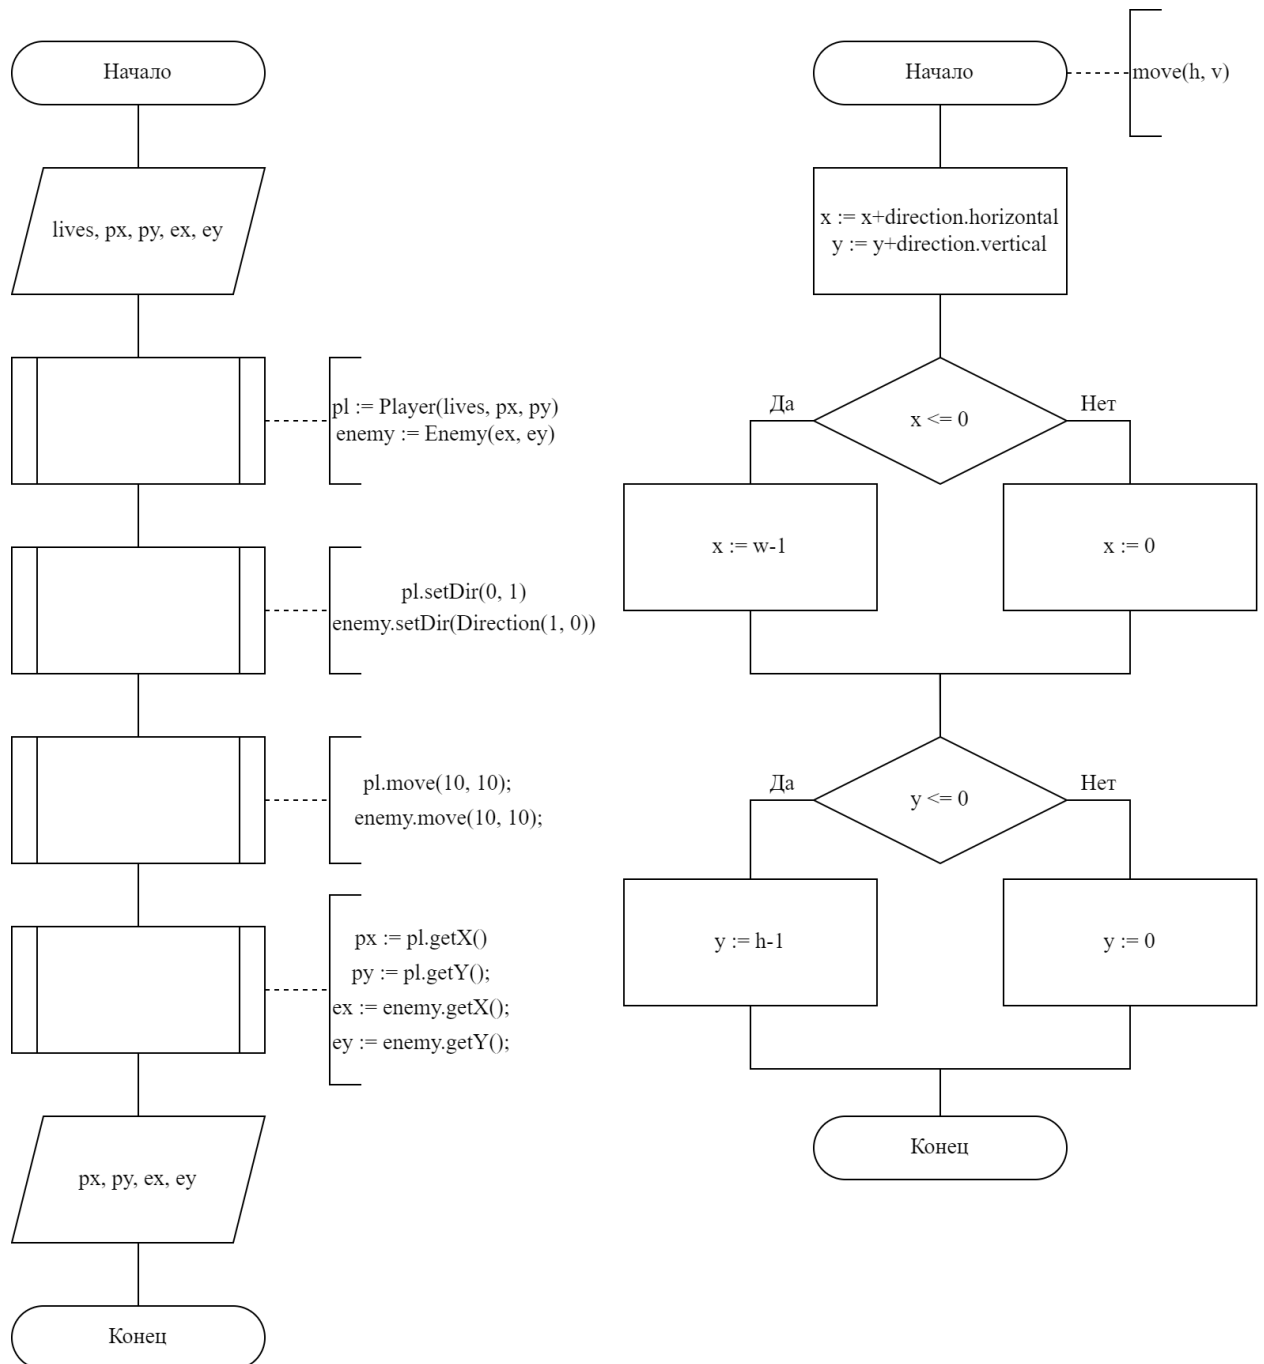 Начало
lives, px, py, ex, ey
pl := Player(lives, px, py)
enemy := Enemy(ex, ey)
pl.setDir(0, 1)
enemy.setDir(Direction(1, 0))
pl.move(10, 10);
enemy.move(10, 10);
px := pl.getX()
py := pl.getY();
ex := enemy.getX();
ey := enemy.getY();
px, py, ex, ey
Конец
Начало
move(h, v)
x := x+direction.horizontal
y := y+direction.vertical
Да
x <= 0
Нет
x := w-1
x := 0
Да
y <= 0
Нет
y := h-1
y := 0
Конец